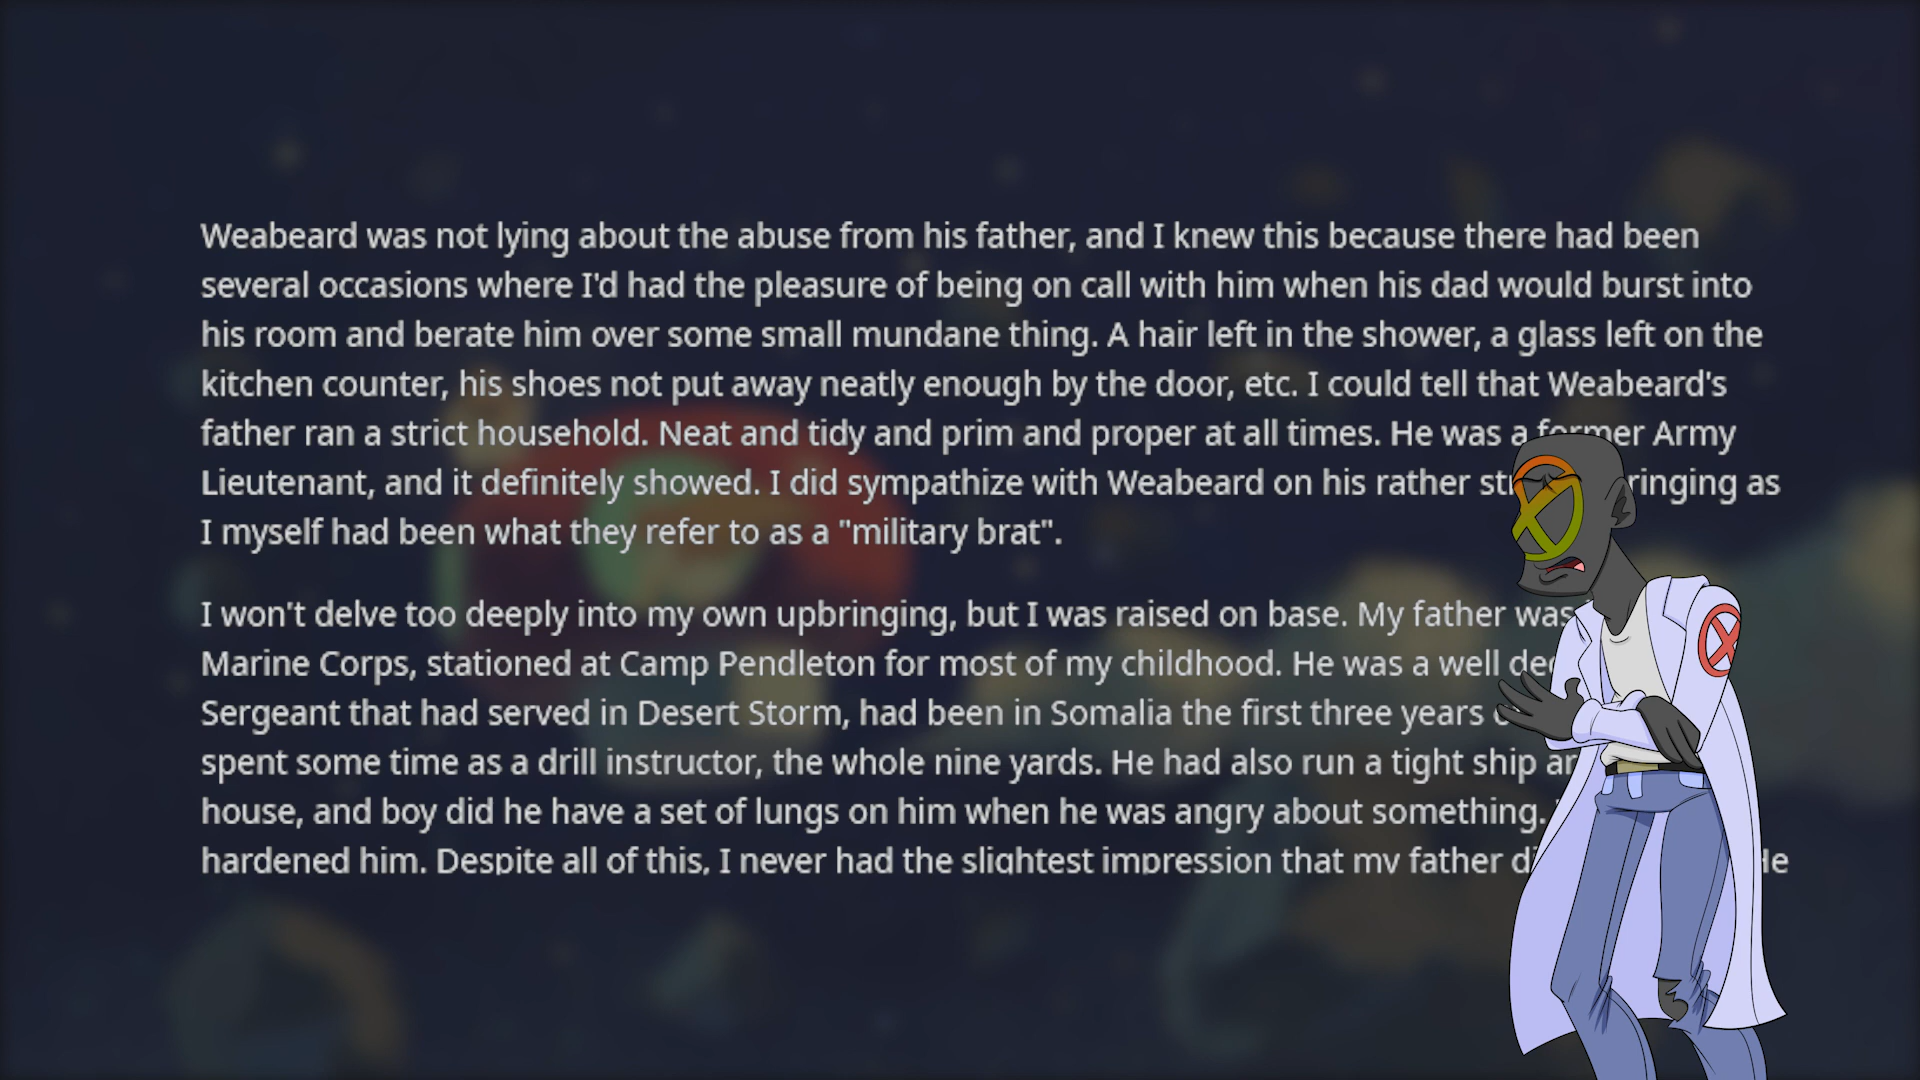 Weabeard was not lying about the abuse from his father, and I knew this because there had been
several occasions where I'd had the pleasure of being on call with him when his dad would burst into
his room and berate him over some small mundane thing. A hair left in the shower, a glass left on the
kitchen counter, his shoes not put away neatly enough by the door, etc. I could tell that Weabeard's
father ran a strict household. Neat and tidy and prim and proper at all times. He was a former Army
Lieutenant, and it definitely showed. I did sympathize with Weabeard on his rather as
I myself had been what they refer to as a "military brat".
I won't delve too deeply into my own upbringing, but I was raised on base. My father was
Marine Corps, stationed at Camp Pendleton for most of my childhood. He was a well
Sergeant that had served in Desert Storm, had been in Somalia the first three years
spent some time as a drill instructor, the whole nine yards. He had also run a tight ship
house, and boy did he have a set of lungs on him when he was angry about something.
hardened him. Despite all of this, I never had the slightest impression that my father He